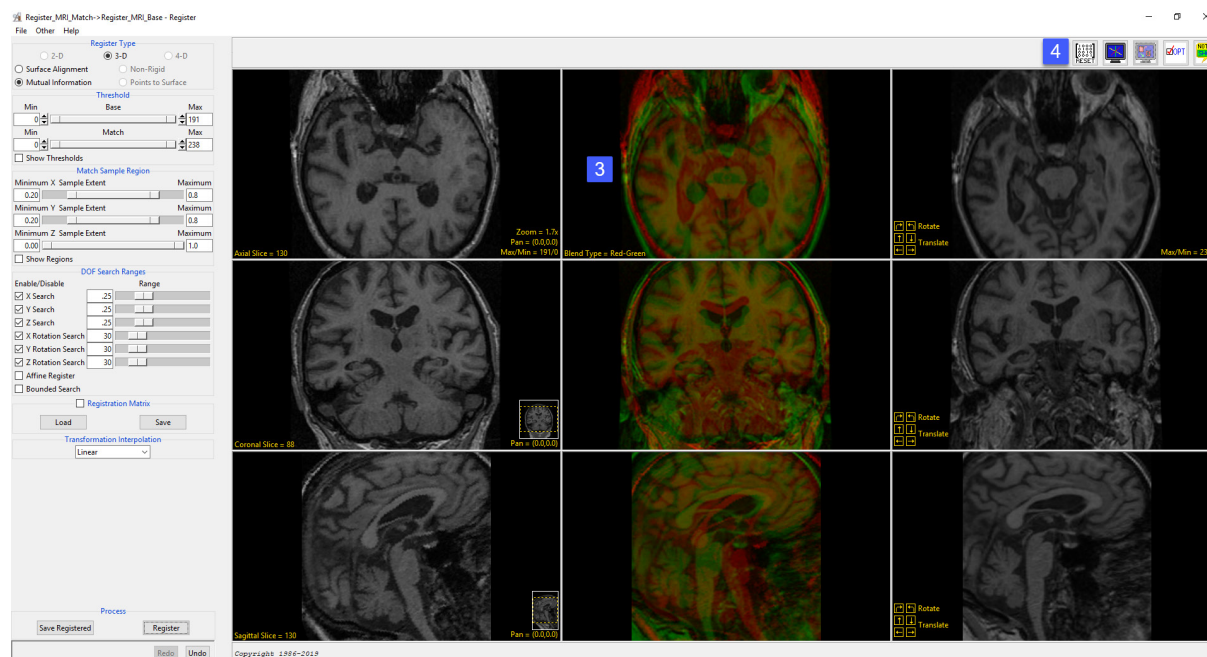 Register_MRI_Match->Register_MRI_Base - Register
File Other Help
Register Type
2-D 3-D 4-D
Surface Alignment Non-Rigid
Mutual Information Points to Surface
Threshold
Min Base Max
0 191
Min Match Max
0 238
Show Thresholds
Match Sample Region
Minimum X Sample Extent Maximum
0.20 0.8
Minimum Y Sample Extent Maximum
0.20 0.8
Minimum Z Sample Extent Maximum
0.00 1.0
Show Regions
DOF Search Ranges
Enable/Disable Range
X Search .25
Y Search .25
Z Search .25
X Rotation Search 30
Y Rotation Search 30
Z Rotation Search 30
Affine Register
Bounded Search
Registration Matrix
Load Save
Transformation Interpolation
Linear
Process
Save Registered Register
Redo Undo
4
RESET
OPT
NOT
3
Zoom = 1.7x
Pan = (0.0,0.0)
Axial Slice = 130 Max/Min = 191/0
Blend Type = Red-Green
Rotate
Translate
Max/Min = 23
Coronal Slice = 88 Pan = (0.0,0.0)
Rotate
Translate
Sagittal Slice = 130 Pan = (0.0,0.0)
Rotate
Translate
Copyright 1986-2019